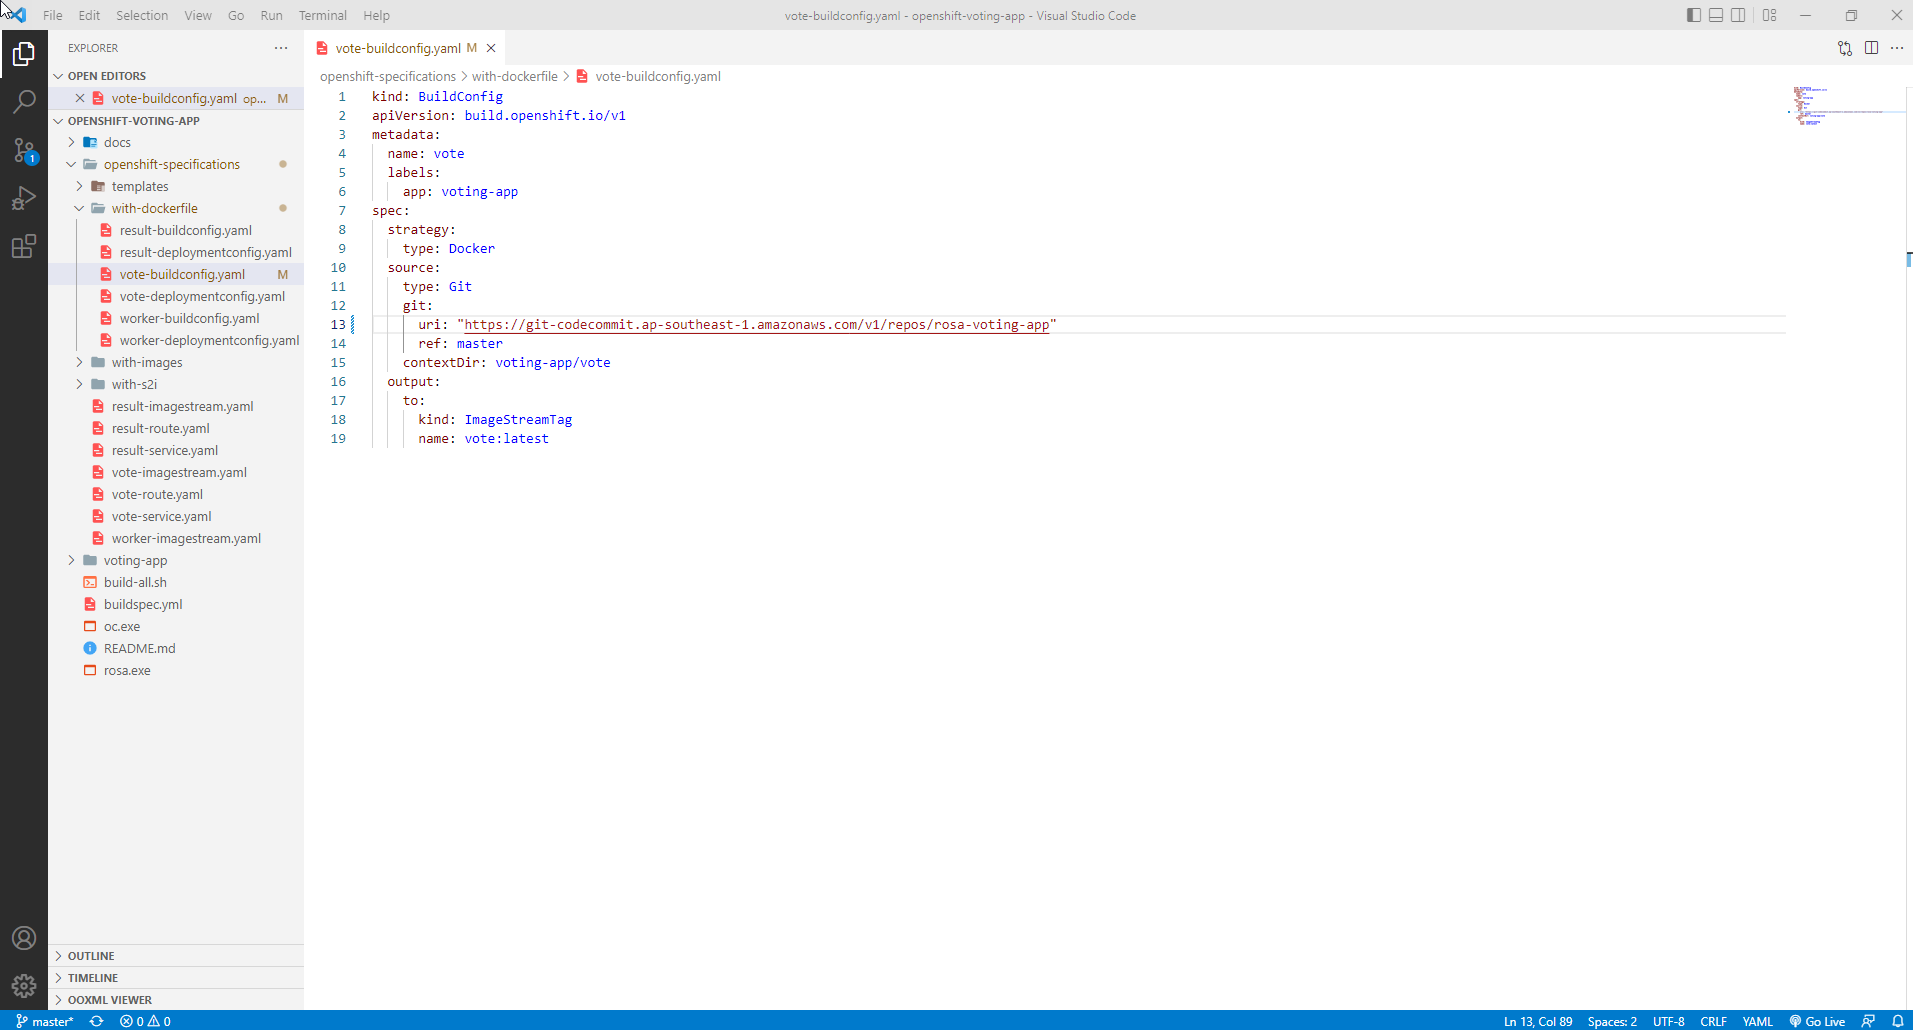 File Edit Selection View Go Run Terminal Help
vote-buildconfig.yaml - openshift-voting-app - Visual Studio Code
EXPLORER
OPEN EDITORS
vote-buildconfig.yaml op... M
OPENSHIFT-VOTING-APP
docs
openshift-specifications
templates
with-dockerfile
result-buildconfig.yaml
result-deploymentconfig.yaml
vote-buildconfig.yaml M
vote-deploymentconfig.yaml
worker-buildconfig.yaml
worker-deploymentconfig.yaml
with-images
with-s2i
result-imagestream.yaml
result-route.yaml
result-service.yaml
vote-imagestream.yaml
vote-route.yaml
vote-service.yaml
worker-imagestream.yaml
voting-app
build-all.sh
buildspec.yml
oc.exe
README.md
rosa.exe
OUTLINE
TIMELINE
OOXML VIEWER
1
vote-buildconfig.yaml M
openshift-specifications > with-dockerfile > vote-buildconfig.yaml
1 kind: BuildConfig
2 apiVersion: build.openshift.io/v1
3 metadata:
4 name: vote
5 labels:
6 app: voting-app
7 spec:
8 strategy:
9 type: Docker
10 source:
11 type: Git
12 git:
13 uri: "https://git-codecommit.ap-southeast-1.amazonaws.com/v1/repos/rosa-voting-app"
14 ref: master
15 contextDir: voting-app/vote
16 output:
17 to:
18 kind: ImageStreamTag
19 name: vote:latest
master* 0 0
Ln 13, Col 89 Spaces: 2 UTF-8 CRLF YAML Go Live